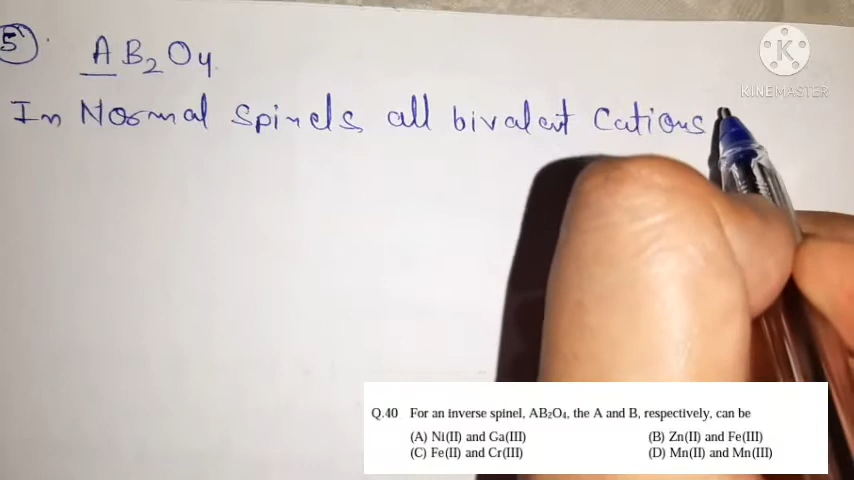 5
AB₂O₄
In Normal Spinels all bivalent Cations
K
KINEMASTER
Q.40 For an inverse spinel, AB₂O₄, the A and B, respectively, can be
(A) Ni(II) and Ga(III) (B) Zn(II) and Fe(III)
(C) Fe(II) and Cr(III) (D) Mn(II) and Mn(III)